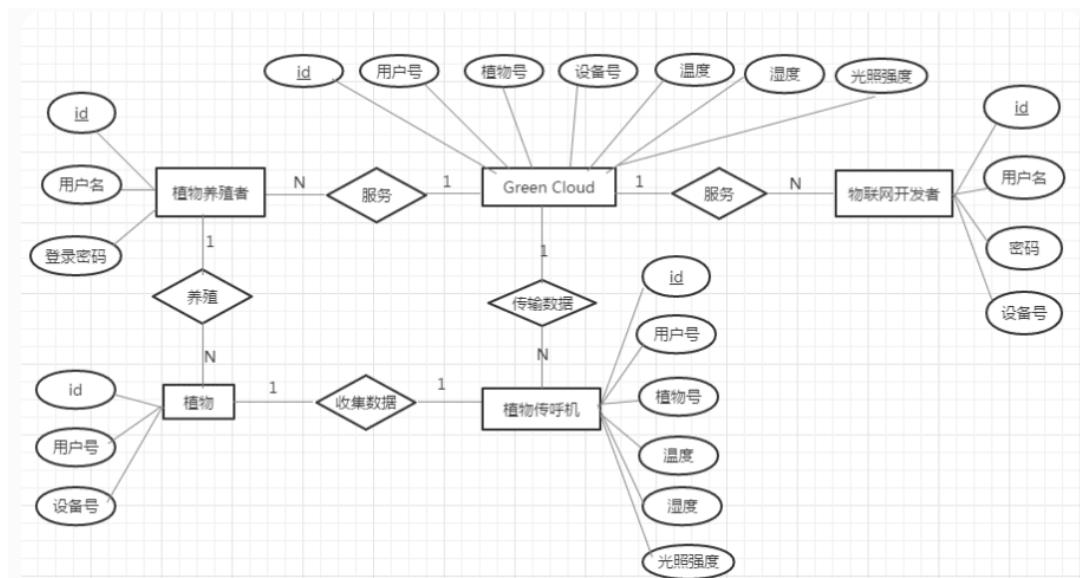 id
用户号
植物号
设备号
温度
湿度
光照强度
id
id
用户名
登录密码
植物养殖者
N
服务
1
Green Cloud
1
服务
N
物联网开发者
用户名
密码
设备号
1
养殖
N
1
传输数据
N
id
用户号
植物号
温度
湿度
光照强度
id
用户号
设备号
植物
1
收集数据
1
植物传呼机